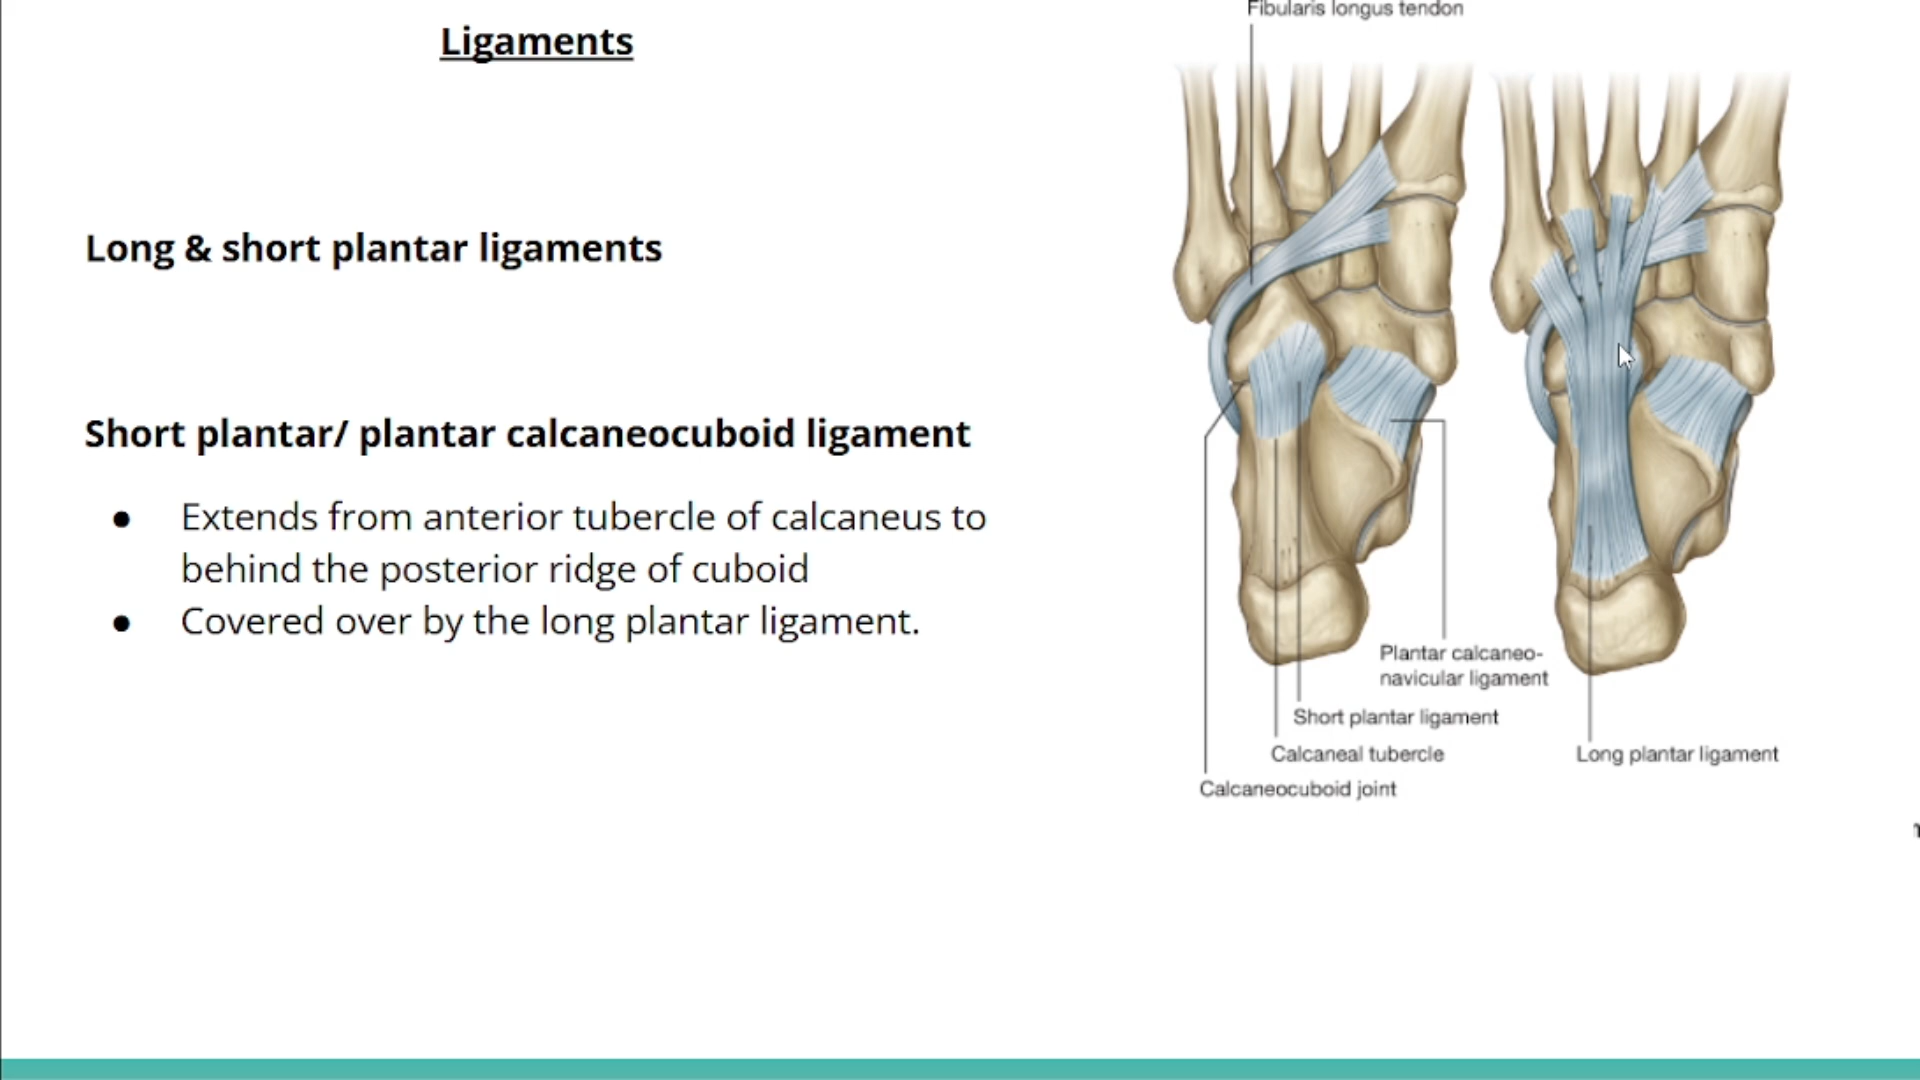 Ligaments
Long & short plantar ligaments
Short plantar/ plantar calcaneocuboid ligament
● Extends from anterior tubercle of calcaneus to
behind the posterior ridge of cuboid
● Covered over by the long plantar ligament.
Fibularis longus tendon
Plantar calcaneo-
navicular ligament
Short plantar ligament
Calcaneal tubercle
Long plantar ligament
Calcaneocuboid joint